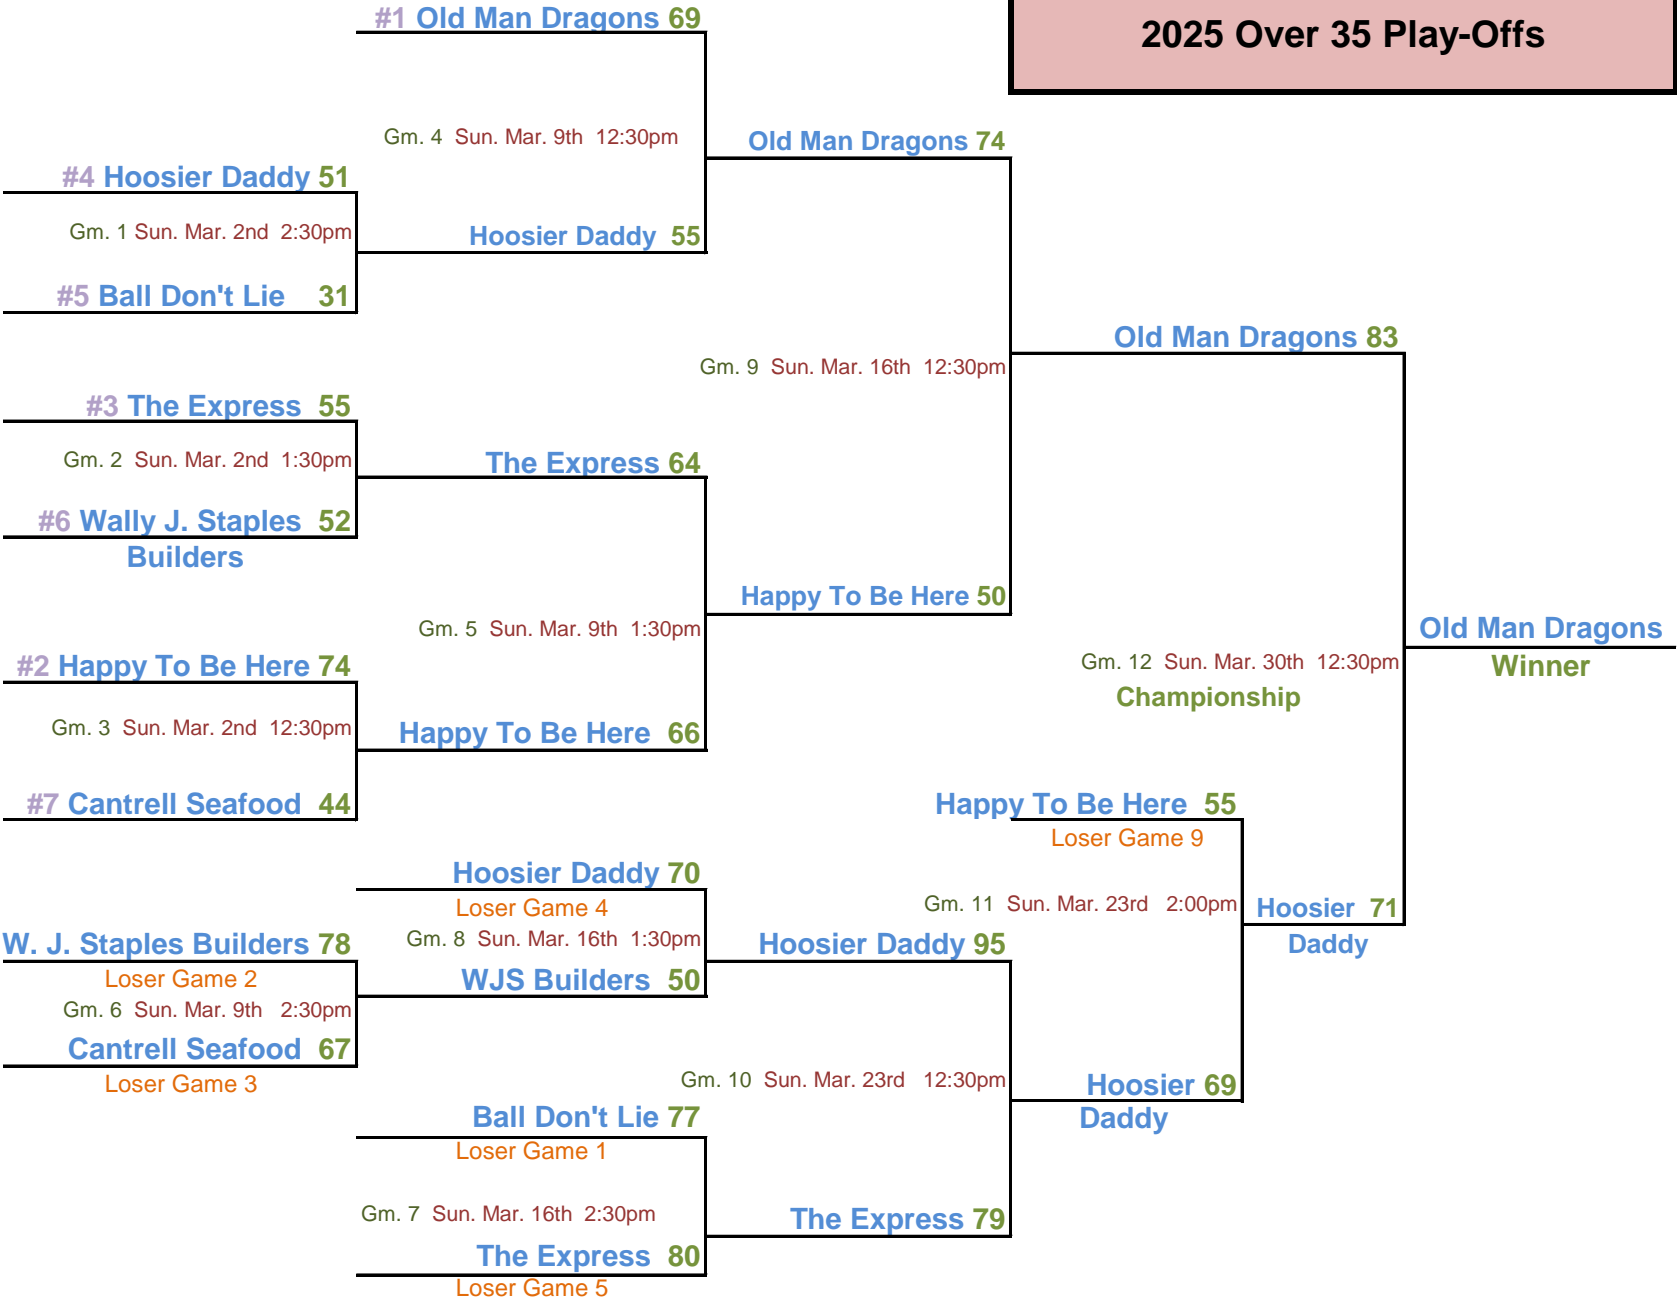 #1 Old Man Dragons 69
2025 Over 35 Play-Offs
Gm. 4 Sun. Mar. 9th 12:30pm
Old Man Dragons 74
#4 Hoosier Daddy 51
Gm. 1 Sun. Mar. 2nd 2:30pm
Hoosier Daddy 55
#5 Ball Don't Lie 31
Old Man Dragons 83
Gm. 9 Sun. Mar. 16th 12:30pm
#3 The Express 55
Gm. 2 Sun. Mar. 2nd 1:30pm
The Express 64
#6 Wally J. Staples 52
Builders
Happy To Be Here 50
Gm. 5 Sun. Mar. 9th 1:30pm
Old Man Dragons
Winner
#2 Happy To Be Here 74
Gm. 12 Sun. Mar. 30th 12:30pm
Championship
Gm. 3 Sun. Mar. 2nd 12:30pm
Happy To Be Here 66
#7 Cantrell Seafood 44
Happy To Be Here 55
Loser Game 9
Hoosier Daddy 70
Loser Game 4
Gm. 11 Sun. Mar. 23rd 2:00pm
Hoosier 71
Daddy
Gm. 8 Sun. Mar. 16th 1:30pm
W. J. Staples Builders 78
Loser Game 2
Hoosier Daddy 95
WJS Builders 50
Gm. 6 Sun. Mar. 9th 2:30pm
Cantrell Seafood 67
Loser Game 3
Gm. 10 Sun. Mar. 23rd 12:30pm
Hoosier 69
Daddy
Ball Don't Lie 77
Loser Game 1
Gm. 7 Sun. Mar. 16th 2:30pm
The Express 79
The Express 80
Loser Game 5